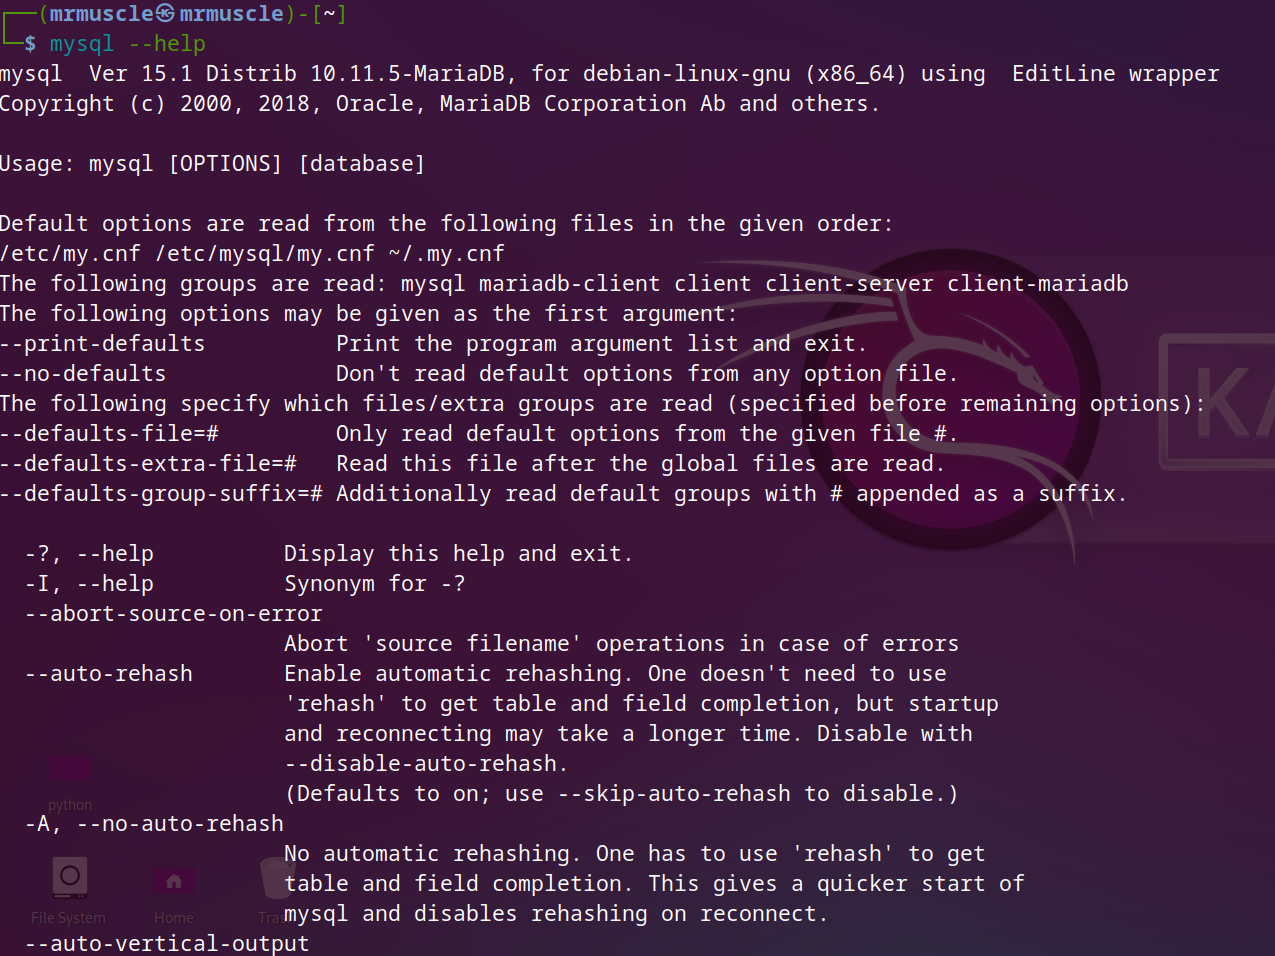 ┌──(mrmuscle㉿mrmuscle)-[~]
└─$ mysql --help
mysql  Ver 15.1 Distrib 10.11.5-MariaDB, for debian-linux-gnu (x86_64) using  EditLine wrapper
Copyright (c) 2000, 2018, Oracle, MariaDB Corporation Ab and others.

Usage: mysql [OPTIONS] [database]

Default options are read from the following files in the given order:
/etc/my.cnf /etc/mysql/my.cnf ~/.my.cnf
The following groups are read: mysql mariadb-client client client-server client-mariadb
The following options may be given as the first argument:
--print-defaults          Print the program argument list and exit.
--no-defaults             Don't read default options from any option file.
The following specify which files/extra groups are read (specified before remaining options):
--defaults-file=#         Only read default options from the given file #.
--defaults-extra-file=#   Read this file after the global files are read.
--defaults-group-suffix=# Additionally read default groups with # appended as a suffix.

  -?, --help          Display this help and exit.
  -I, --help          Synonym for -?
  --abort-source-on-error
                      Abort 'source filename' operations in case of errors
  --auto-rehash       Enable automatic rehashing. One doesn't need to use
                      'rehash' to get table and field completion, but startup
                      and reconnecting may take a longer time. Disable with
                      --disable-auto-rehash.
                      (Defaults to on; use --skip-auto-rehash to disable.)
  -A, --no-auto-rehash
                      No automatic rehashing. One has to use 'rehash' to get
                      table and field completion. This gives a quicker start of
                      mysql and disables rehashing on reconnect.
  --auto-vertical-output
KA
python
File System
Home